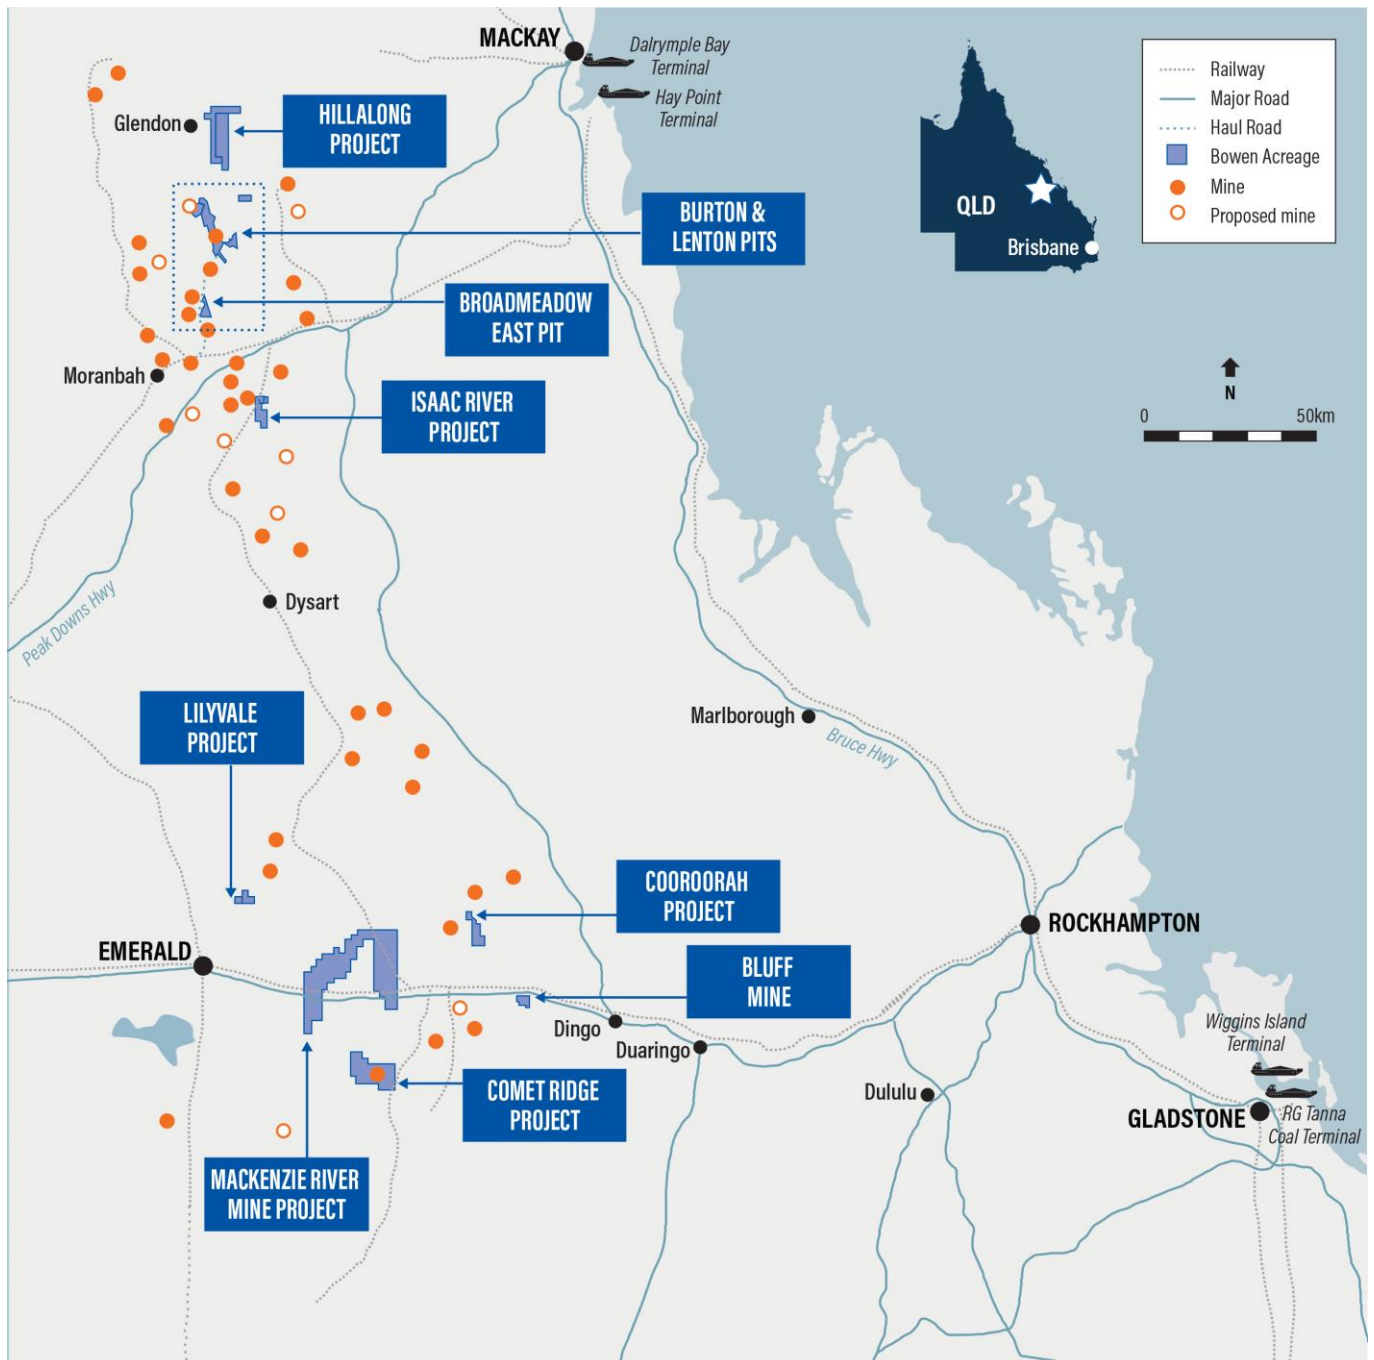 MACKAY
Dalrymple Bay
Terminal
Hay Point
Terminal
Railway
Major Road
Haul Road
Bowen Acreage
Mine
Proposed mine
QLD
Brisbane
Glendon
HILLALONG
PROJECT
BURTON &
LENTON PITS
BROADMEADOW
EAST PIT
Moranbah
ISAAC RIVER
PROJECT
N
0 50km
Peak Downs Hwy
Dysart
LILYVALE
PROJECT
Marlborough
Bruce Hwy
COOROORAH
PROJECT
ROCKHAMPTON
EMERALD
BLUFF
MINE
Dingo
Duaringo
Wiggins Island
Terminal
COMET RIDGE
PROJECT
Dululu
GLADSTONE
RG Tanna
Coal Terminal
MACKENZIE RIVER
MINE PROJECT